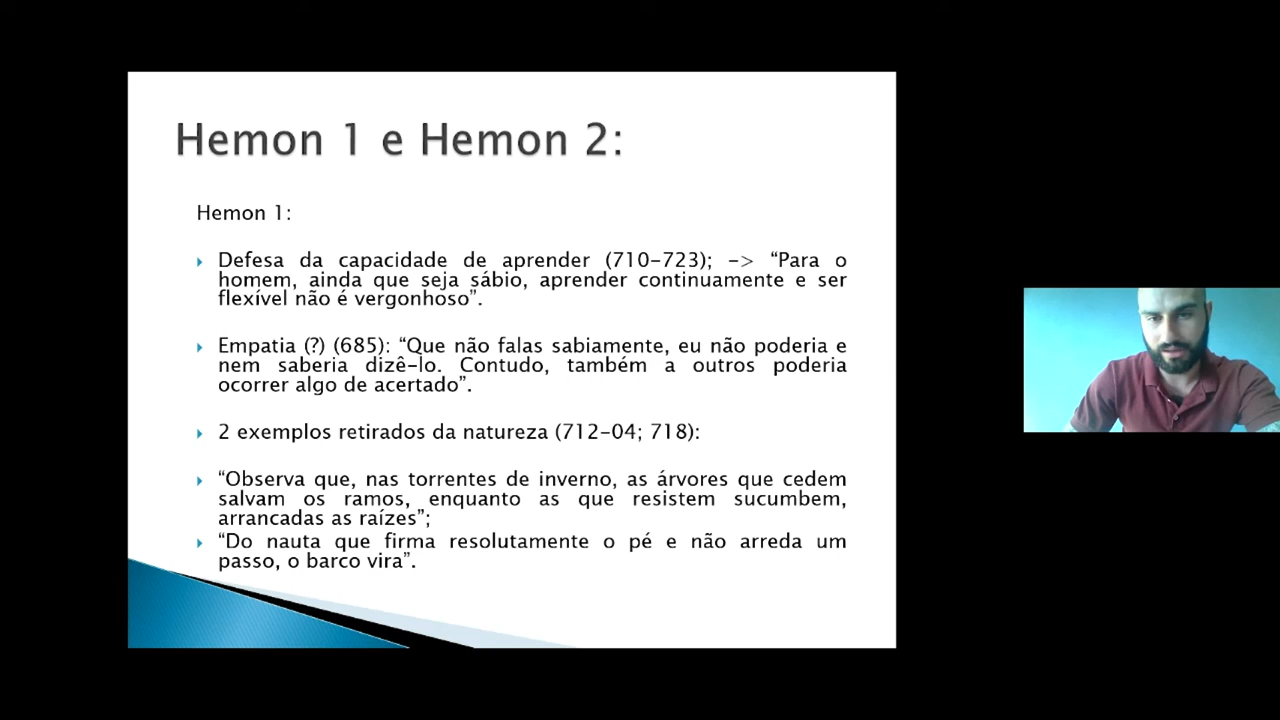 Hemon 1 e Hemon 2:
Hemon 1:
Defesa da capacidade de aprender (710-723); -> “Para o
homem, ainda que seja sábio, aprender continuamente e ser
flexível não é vergonhoso”.
Empatia (?) (685): “Que não falas sabiamente, eu não poderia e
nem saberia dizê-lo. Contudo, também a outros poderia
ocorrer algo de acertado”.
2 exemplos retirados da natureza (712-04; 718):
“Observa que, nas torrentes de inverno, as árvores que cedem
salvam os ramos, enquanto as que resistem sucumbem,
arrancadas as raízes”;
“Do nauta que firma resolutamente o pé e não arreda um
passo, o barco vira”.